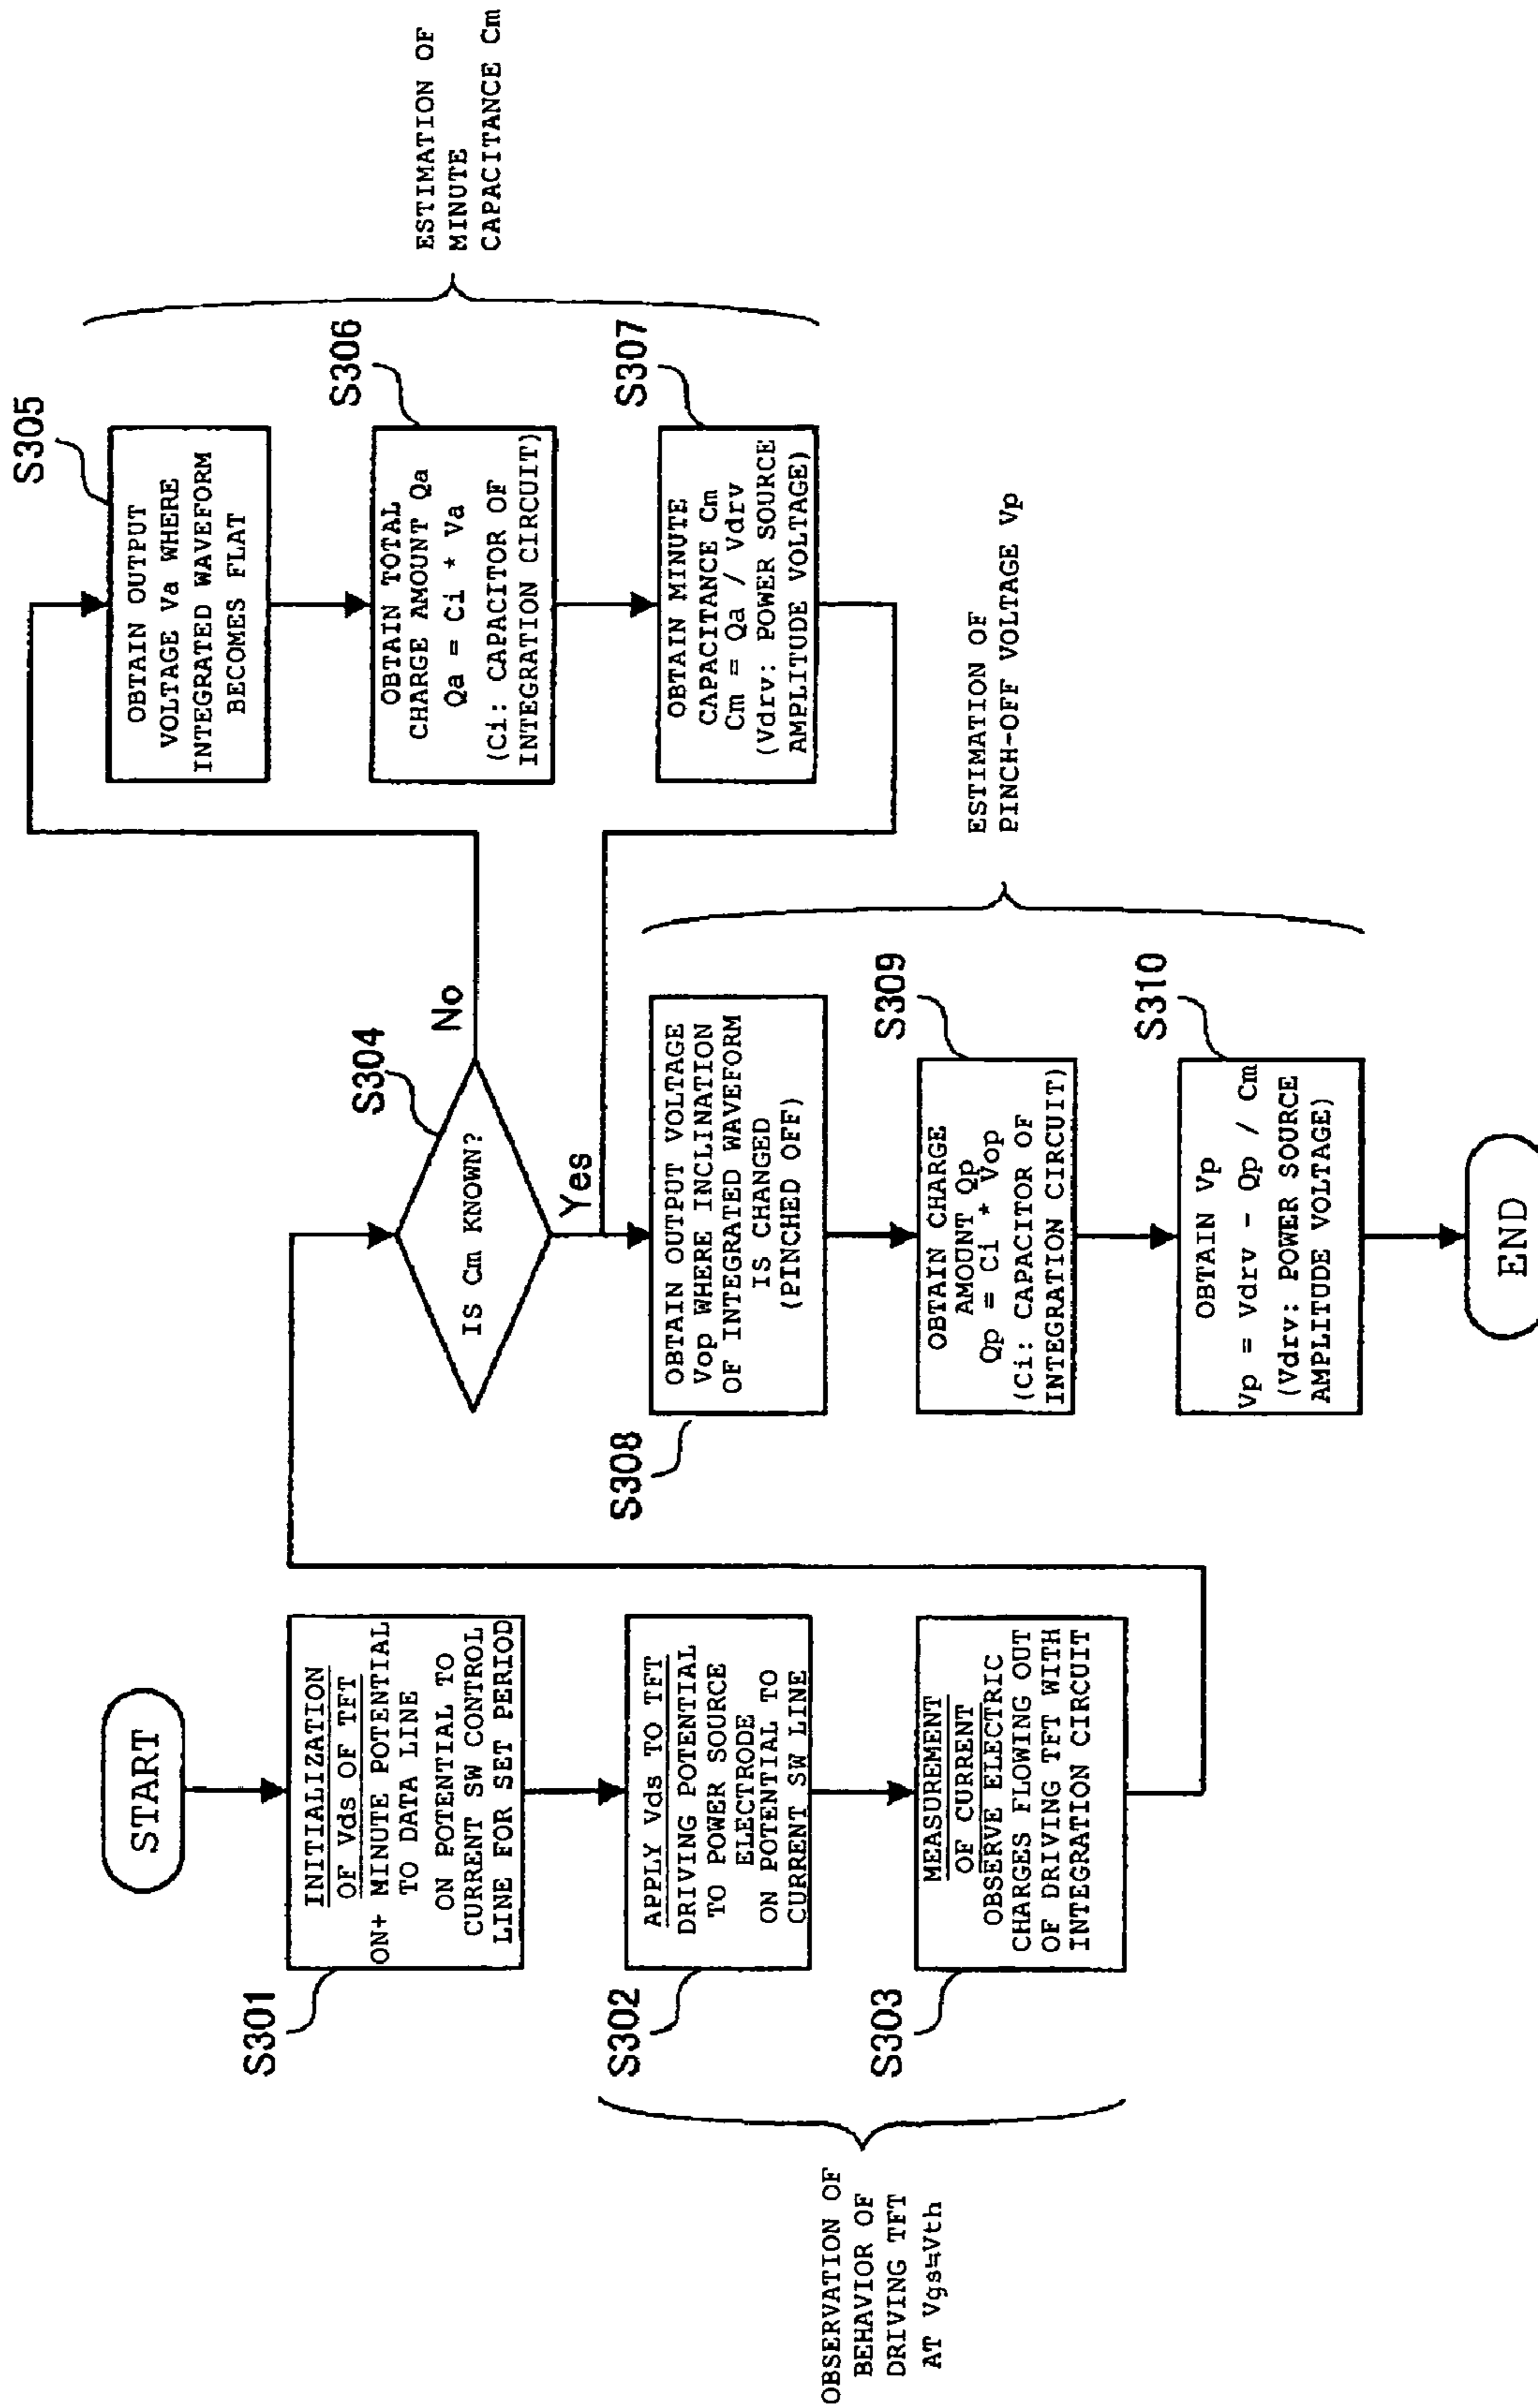 START
S301
INITIALIZATION
OF Vds OF TFT
ON+ MINUTE POTENTIAL
TO DATA LINE
ON POTENTIAL TO
CURRENT SW CONTROL
LINE FOR SET PERIOD
S302
APPLY Vds TO TFT
DRIVING POTENTIAL
TO POWER SOURCE
ELECTRODE
ON POTENTIAL TO
CURRENT SW LINE
S303
MEASUREMENT
OF CURRENT
OBSERVE ELECTRIC
CHARGES FLOWING OUT
OF DRIVING TFT WITH
INTEGRATION CIRCUIT
OBSERVATION OF
BEHAVIOR OF
DRIVING TFT
AT Vgs≒Vth
S304
IS Cm KNOWN?
No
Yes
S305
OBTAIN OUTPUT
VOLTAGE Va WHERE
INTEGRATED WAVEFORM
BECOMES FLAT
S306
OBTAIN TOTAL
CHARGE AMOUNT Qa
Qa = Ci * Va
(Ci: CAPACITOR OF
INTEGRATION CIRCUIT)
S307
OBTAIN MINUTE
CAPACITANCE Cm
Cm = Qa / Vdrv
(Vdrv: POWER SOURCE
AMPLITUDE VOLTAGE)
ESTIMATION OF
MINUTE
CAPACITANCE Cm
S308
OBTAIN OUTPUT VOLTAGE
Vop WHERE INCLINATION
OF INTEGRATED WAVEFORM
IS CHANGED
(PINCHED OFF)
S309
OBTAIN CHARGE
AMOUNT Qp
Qp = Ci * Vop
(Ci: CAPACITOR OF
INTEGRATION CIRCUIT)
S310
OBTAIN Vp
Vp = Vdrv - Qp / Cm
(Vdrv: POWER SOURCE
AMPLITUDE VOLTAGE)
ESTIMATION OF
PINCH-OFF VOLTAGE Vp
END